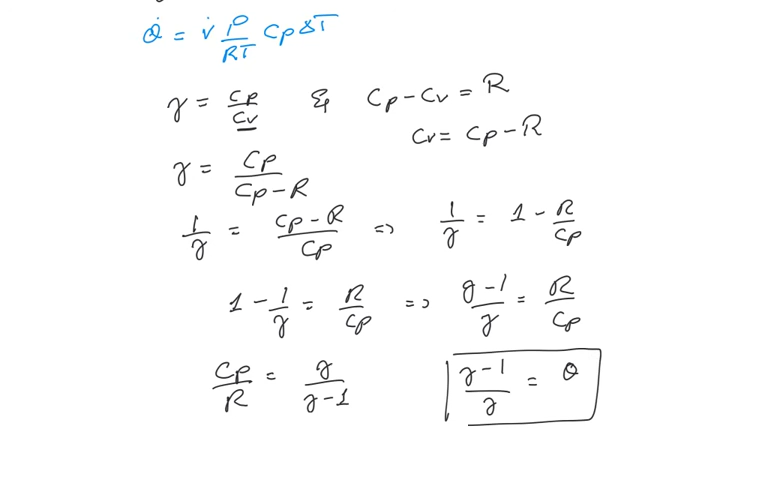 Q̇ = v̇ P/RT Cp ΔT
γ = Cp/Cv & Cp - Cv = R
Cv = Cp - R
γ = Cp/(Cp - R)
1/γ = (Cp - R)/Cp => 1/γ = 1 - R/Cp
1 - 1/γ = R/Cp => (γ - 1)/γ = R/Cp
Cp/R = γ/(γ - 1)
(γ - 1)/γ = θ